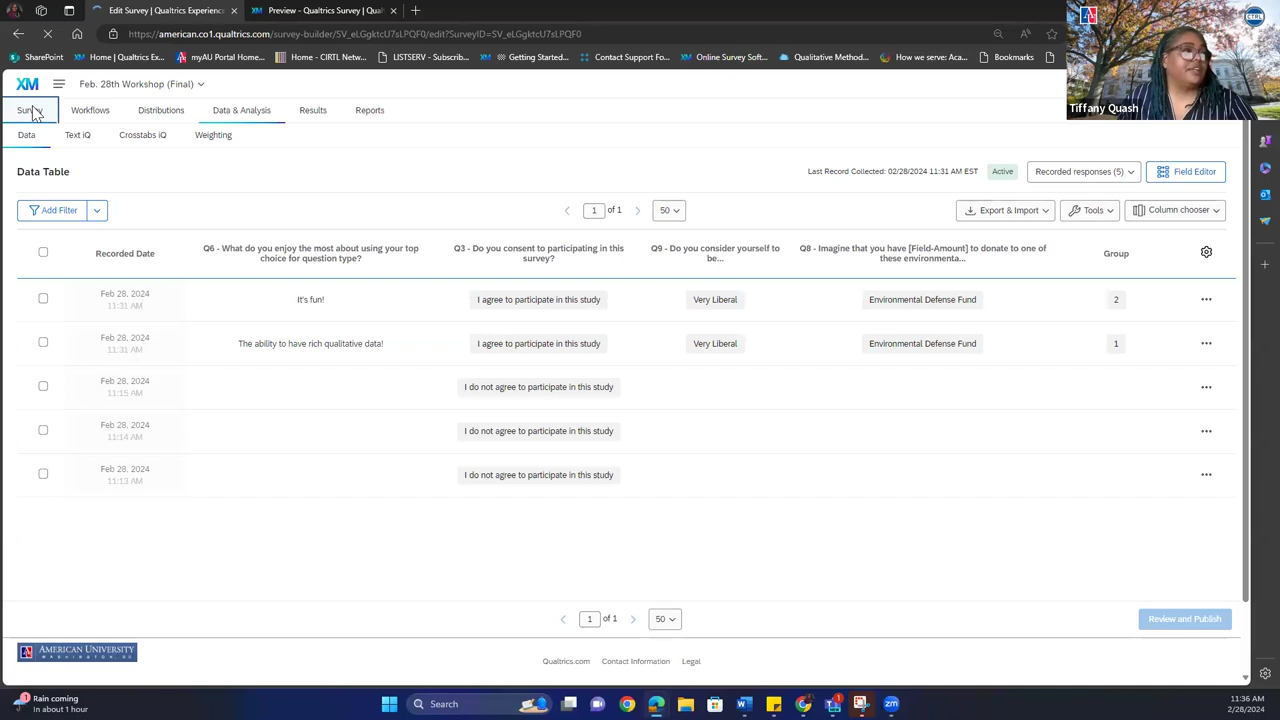 Edit Survey | Qualtrics Experience
Preview - Qualtrics Survey | Qual
https://american.co1.qualtrics.com/survey-builder/SV_eLGgktcU7sLPQF0/edit?SurveyID=SV_eLGgktcU7sLPQF0
SharePoint
Home | Qualtrics Ex...
myAU Portal Home...
Home - CIRTL Netw...
LISTSERV - Subscrib...
Contact Support Fo...
Online Survey Soft...
Qualitative Method...
How we serve: Acc...
CTRL
Tiffany Quash
XM
Feb. 28th Workshop (Final)
Survey Workflows Distributions Data & Analysis Results Reports
Data Text iQ Crosstabs iQ Weighting
Data Table
Last Record Collected: 02/28/2024 11:31 AM EST Active Recorded responses (5) Field Editor
Add Filter 1 of 1 50 Export & Import Tools Column chooser
Recorded Date
Q6 - What do you enjoy the most about using your top
choice for question type?
Q3 - Do you consent to participating in this
survey?
Q9 - Do you consider yourself to
be...
Q8 - Imagine that you have [Field-Amount] to donate to one of
these environmenta...
Group
Feb 28, 2024
11:31 AM
It's fun! I agree to participate in this study Very Liberal Environmental Defense Fund 2
Feb 28, 2024
11:31 AM
The ability to have rich qualitative data! I agree to participate in this study Very Liberal Environmental Defense Fund 1
Feb 28, 2024
11:15 AM
I do not agree to participate in this study
Feb 28, 2024
11:14 AM
I do not agree to participate in this study
Feb 28, 2024
11:13 AM
I do not agree to participate in this study
1 of 1 50 Review and Publish
AMERICAN UNIVERSITY
WASHINGTON, DC
Qualtrics.com Contact Information Legal
Rain coming
In about 1 hour
Search
11:36 AM
2/28/2024